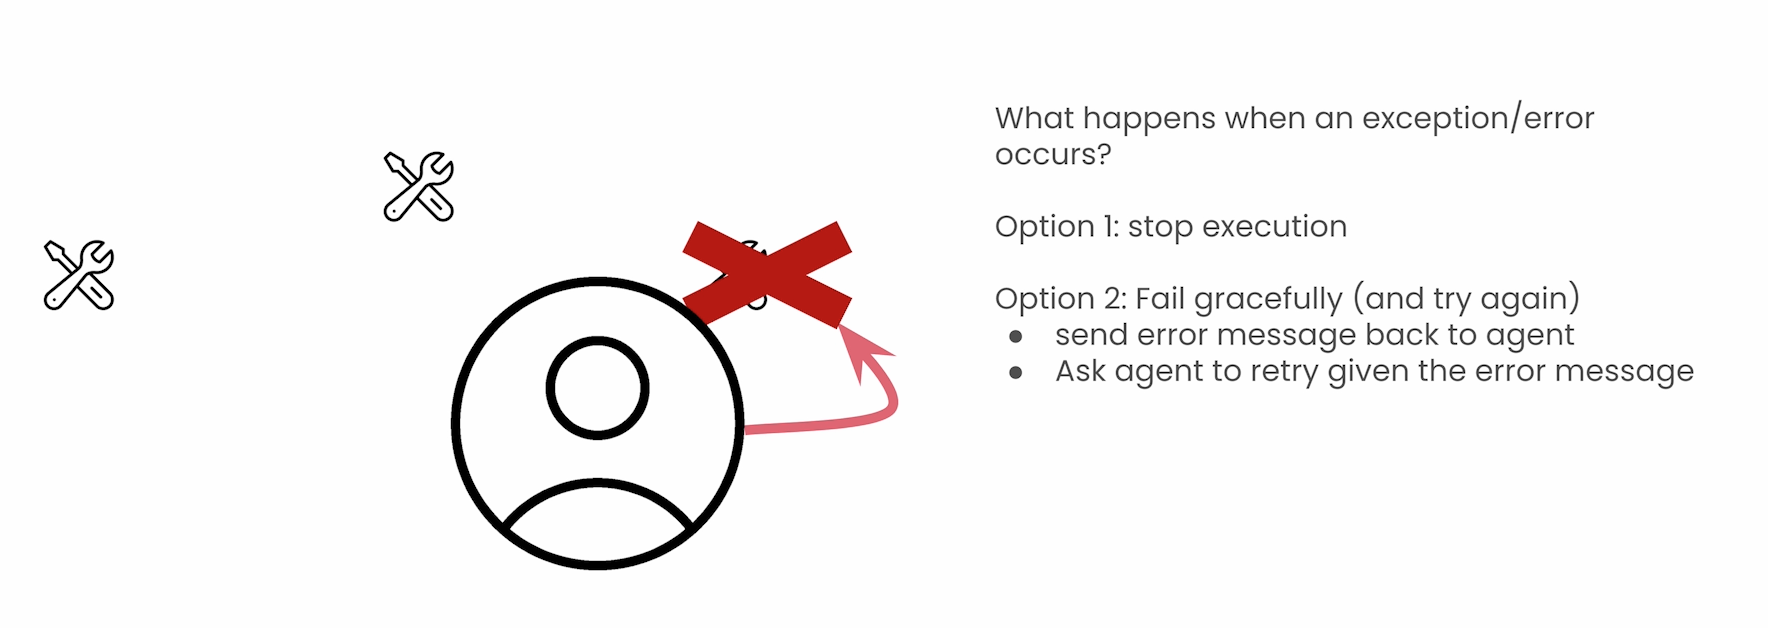 What happens when an exception/error
occurs?
Option 1: stop execution
Option 2: Fail gracefully (and try again)
● send error message back to agent
● Ask agent to retry given the error message